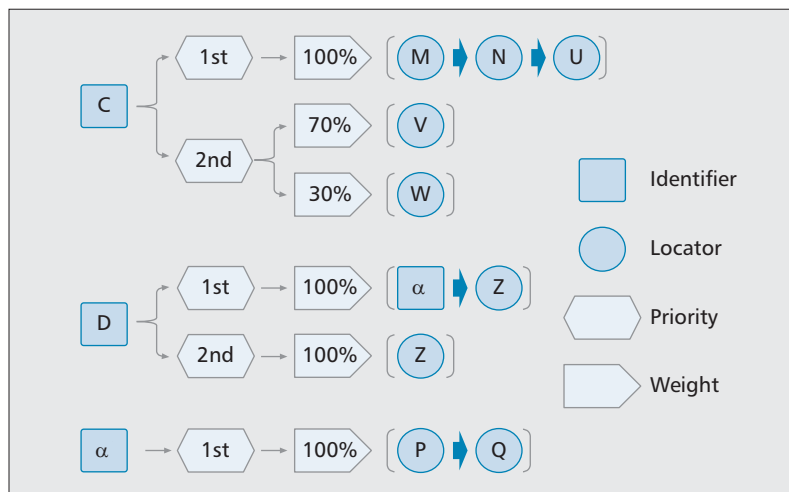 1st 100% M N U
C
70% V
2nd
30% W
Identifier
Locator
1st 100% α Z
D
Priority
2nd 100% Z
Weight
α 1st 100% P Q